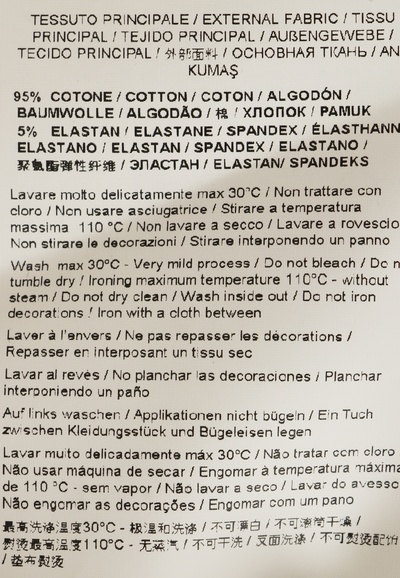 TESSUTO PRINCIPALE / EXTERNAL FABRIC / TISSU
PRINCIPAL / TEJIDO PRINCIPAL / AUßENGEWEBE /
TECIDO PRINCIPAL / 外部面料 / ОСНОВНАЯ ТКАНЬ / AN
KUMAŞ
95% COTONE / COTTON / COTON / ALGODÓN /
BAUMWOLLE / ALGODÃO / 棉 / ХЛОПОК / PAMUK
5% ELASTAN / ELASTANE / SPANDEX / ÉLASTHANN
ELASTANO / ELASTAN / SPANDEX / ELASTANO /
聚氨酯弹性纤维 / ЭЛАСТАН / ELASTAN/ SPANDEKS
Lavare molto delicatamente max 30°C / Non trattare con
cloro / Non usare asciugatrice / Stirare a temperatura
massima 110 °C / Non lavare a secco / Lavare a rovescio
Non stirare le decorazioni / Stirare interponendo un panno
Wash max 30°C - Very mild process / Do not bleach / Do n
tumble dry / Ironing maximum temperature 110°C - without
steam / Do not dry clean / Wash inside out / Do not iron
decorations / Iron with a cloth between
Laver à l'envers / Ne pas repasser les décorations /
Repasser en interposant un tissu sec
Lavar al revés / No planchar las decoraciones / Planchar
interponiendo un paño
Auf links waschen / Applikationen nicht bügeln / Ein Tuch
zwischen Kleidungsstück und Bügeleisen legen
Lavar muito delicadamente máx 30°C / Não tratar com cloro
Não usar máquina de secar / Engomar à temperatura máxima
de 110 °C - sem vapor / Não lavar a seco / Lavar do avesso
Não engomar as decorações / Engomar com um pano
最高洗涤温度30°C - 极温和洗涤 / 不可漂白 / 不可滚筒干燥 /
熨烫最高温度110°C - 无蒸汽 / 不可干洗 / 反面洗涤 / 不可熨烫配饰
/ 垫布熨烫